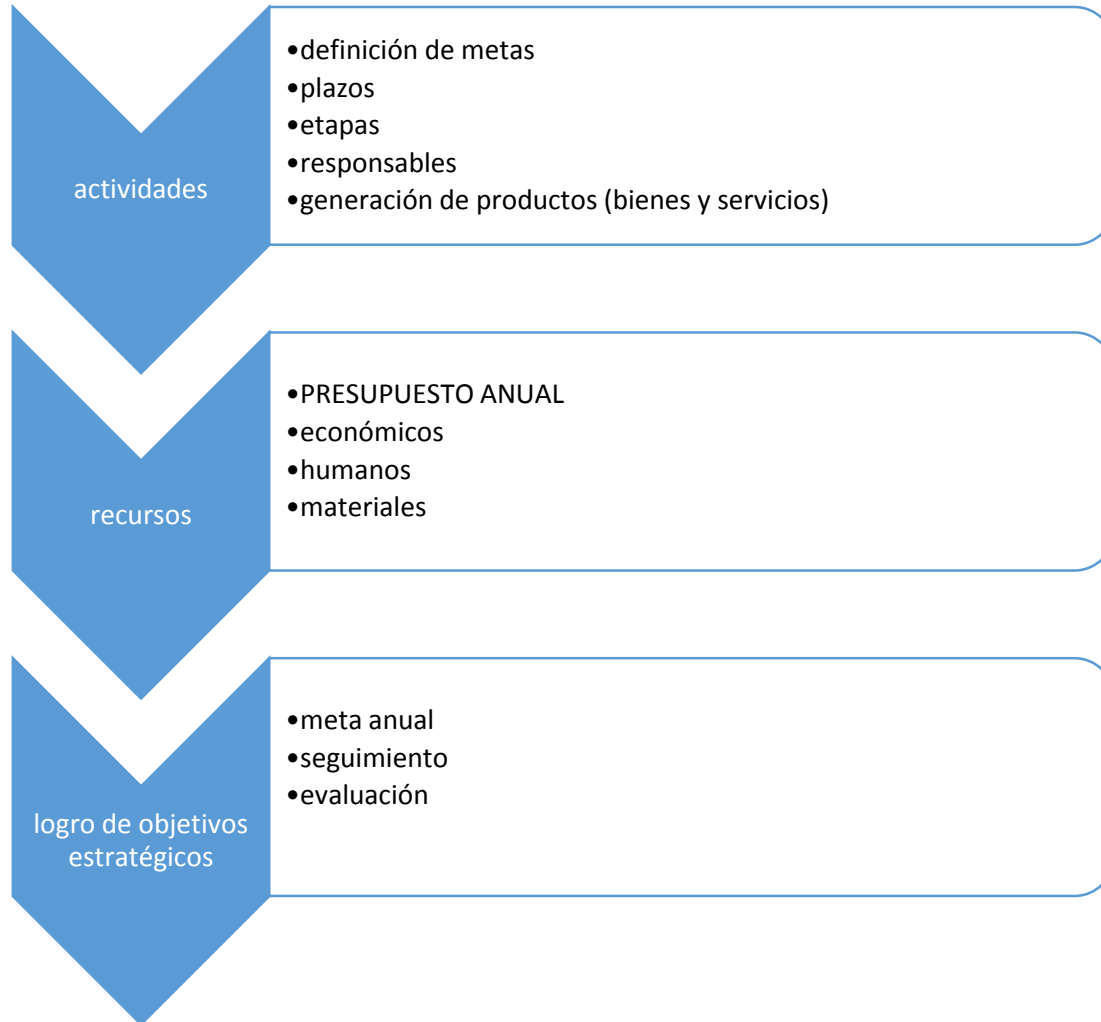 actividades
•definición de metas
•plazos
•etapas
•responsables
•generación de productos (bienes y servicios)
recursos
•PRESUPUESTO ANUAL
•económicos
•humanos
•materiales
logro de objetivos
estratégicos
•meta anual
•seguimiento
•evaluación